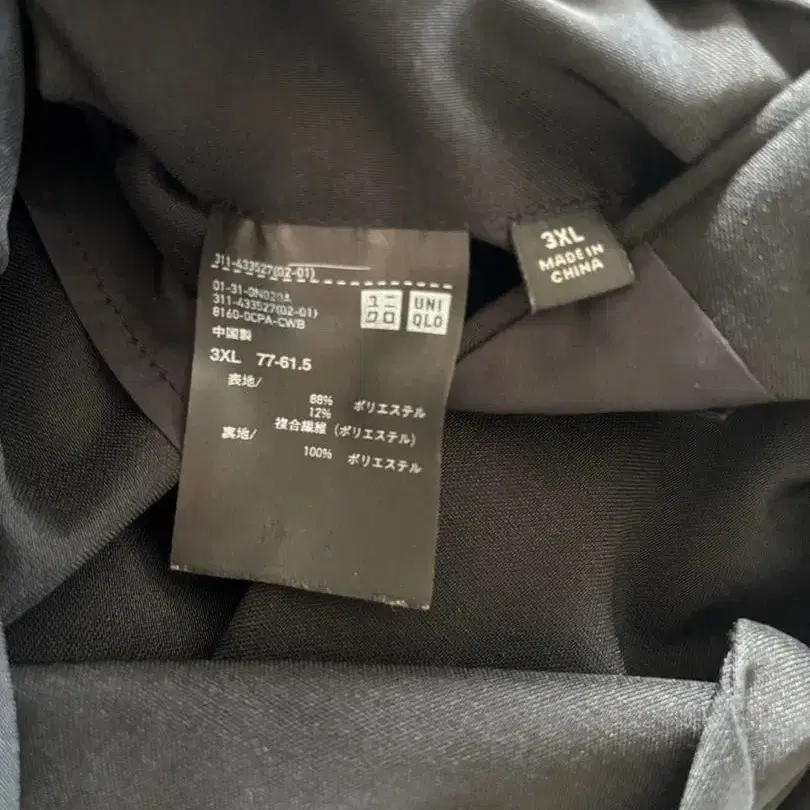 311-433527(02-01)
01-31-0N020A
311-433527(02-01)
8160-0CPA-CWB
ユニ
クロ
UNI
QLO
中国製
3XL 77-61.5
表地/
88% ポリエステル
12%
複合繊維 (ポリエステル)
裏地/
100% ポリエステル
3XL
MADE IN
CHINA